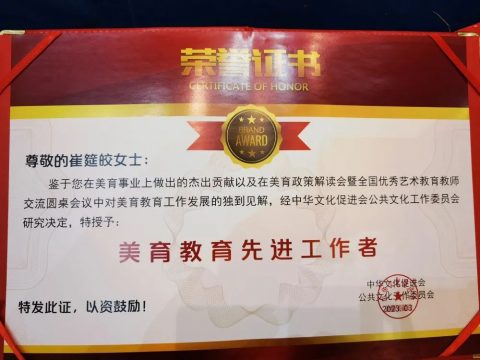 荣誉证书
CERTIFICATE OF HONOR
BRAND
AWARD
尊敬的崔筵皎女士：
鉴于您在美育事业上做出的杰出贡献以及在美育政策解读会暨全国优秀艺术教育教师
交流圆桌会议中对美育教育工作发展的独到见解，经中华文化促进会公共文化工作委员会
研究决定，特授予：
美育教育先进工作者
中华文化促进会
公共文化工作委员会
2023.03
特发此证，以资鼓励！